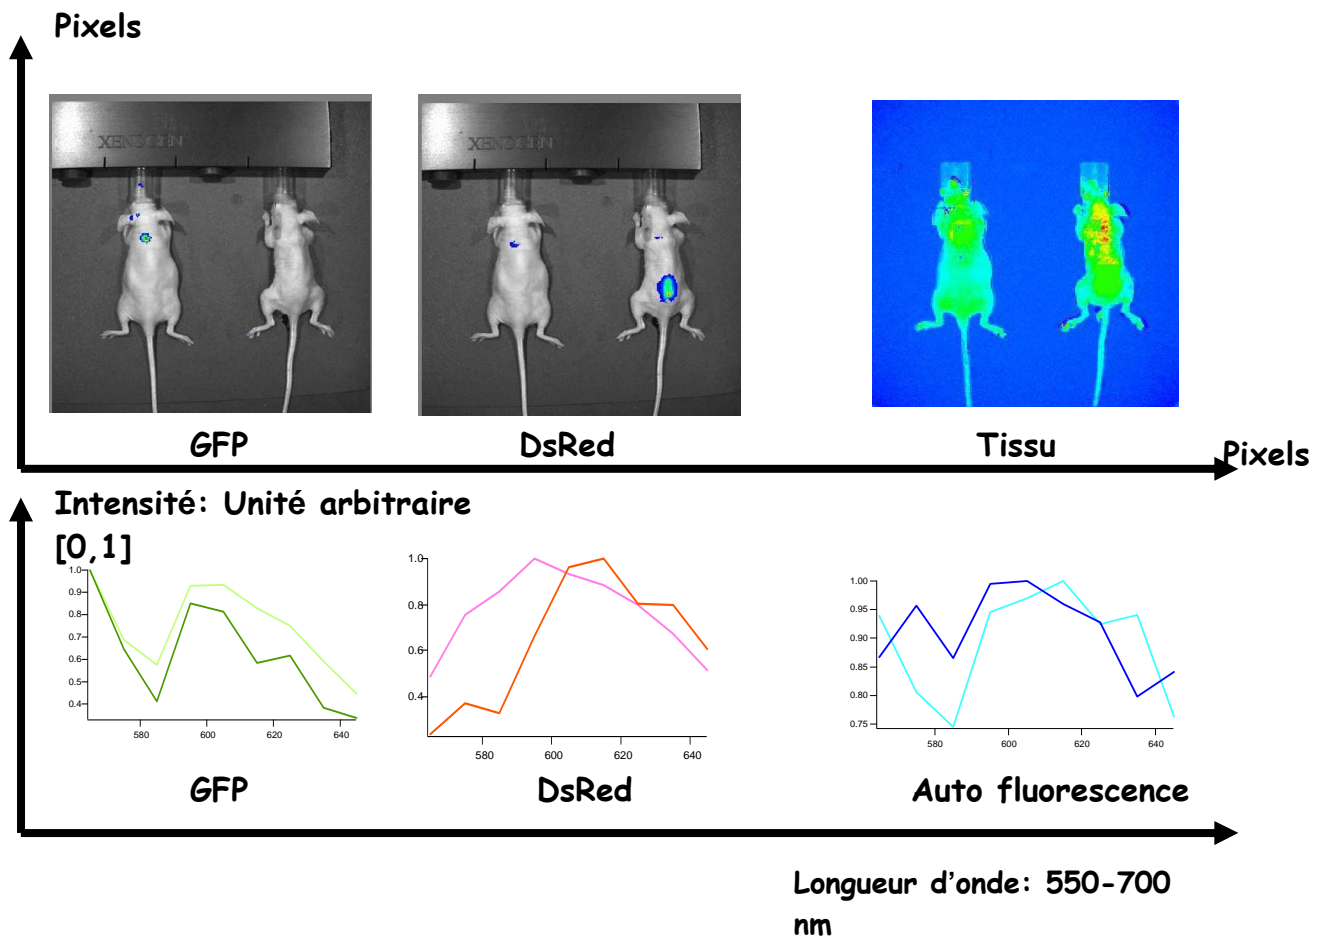 Pixels
XENOGEN
XENOGEN
GFP
DsRed
Tissu
Pixels
Intensité: Unité arbitraire
[0,1]
1.0
0.9
0.8
0.7
0.6
0.5
0.4
580
600
620
640
1.0
0.8
0.6
0.4
580
600
620
640
1.00
0.95
0.90
0.85
0.80
0.75
580
600
620
640
GFP
DsRed
Auto fluorescence
Longueur d’onde: 550-700
nm